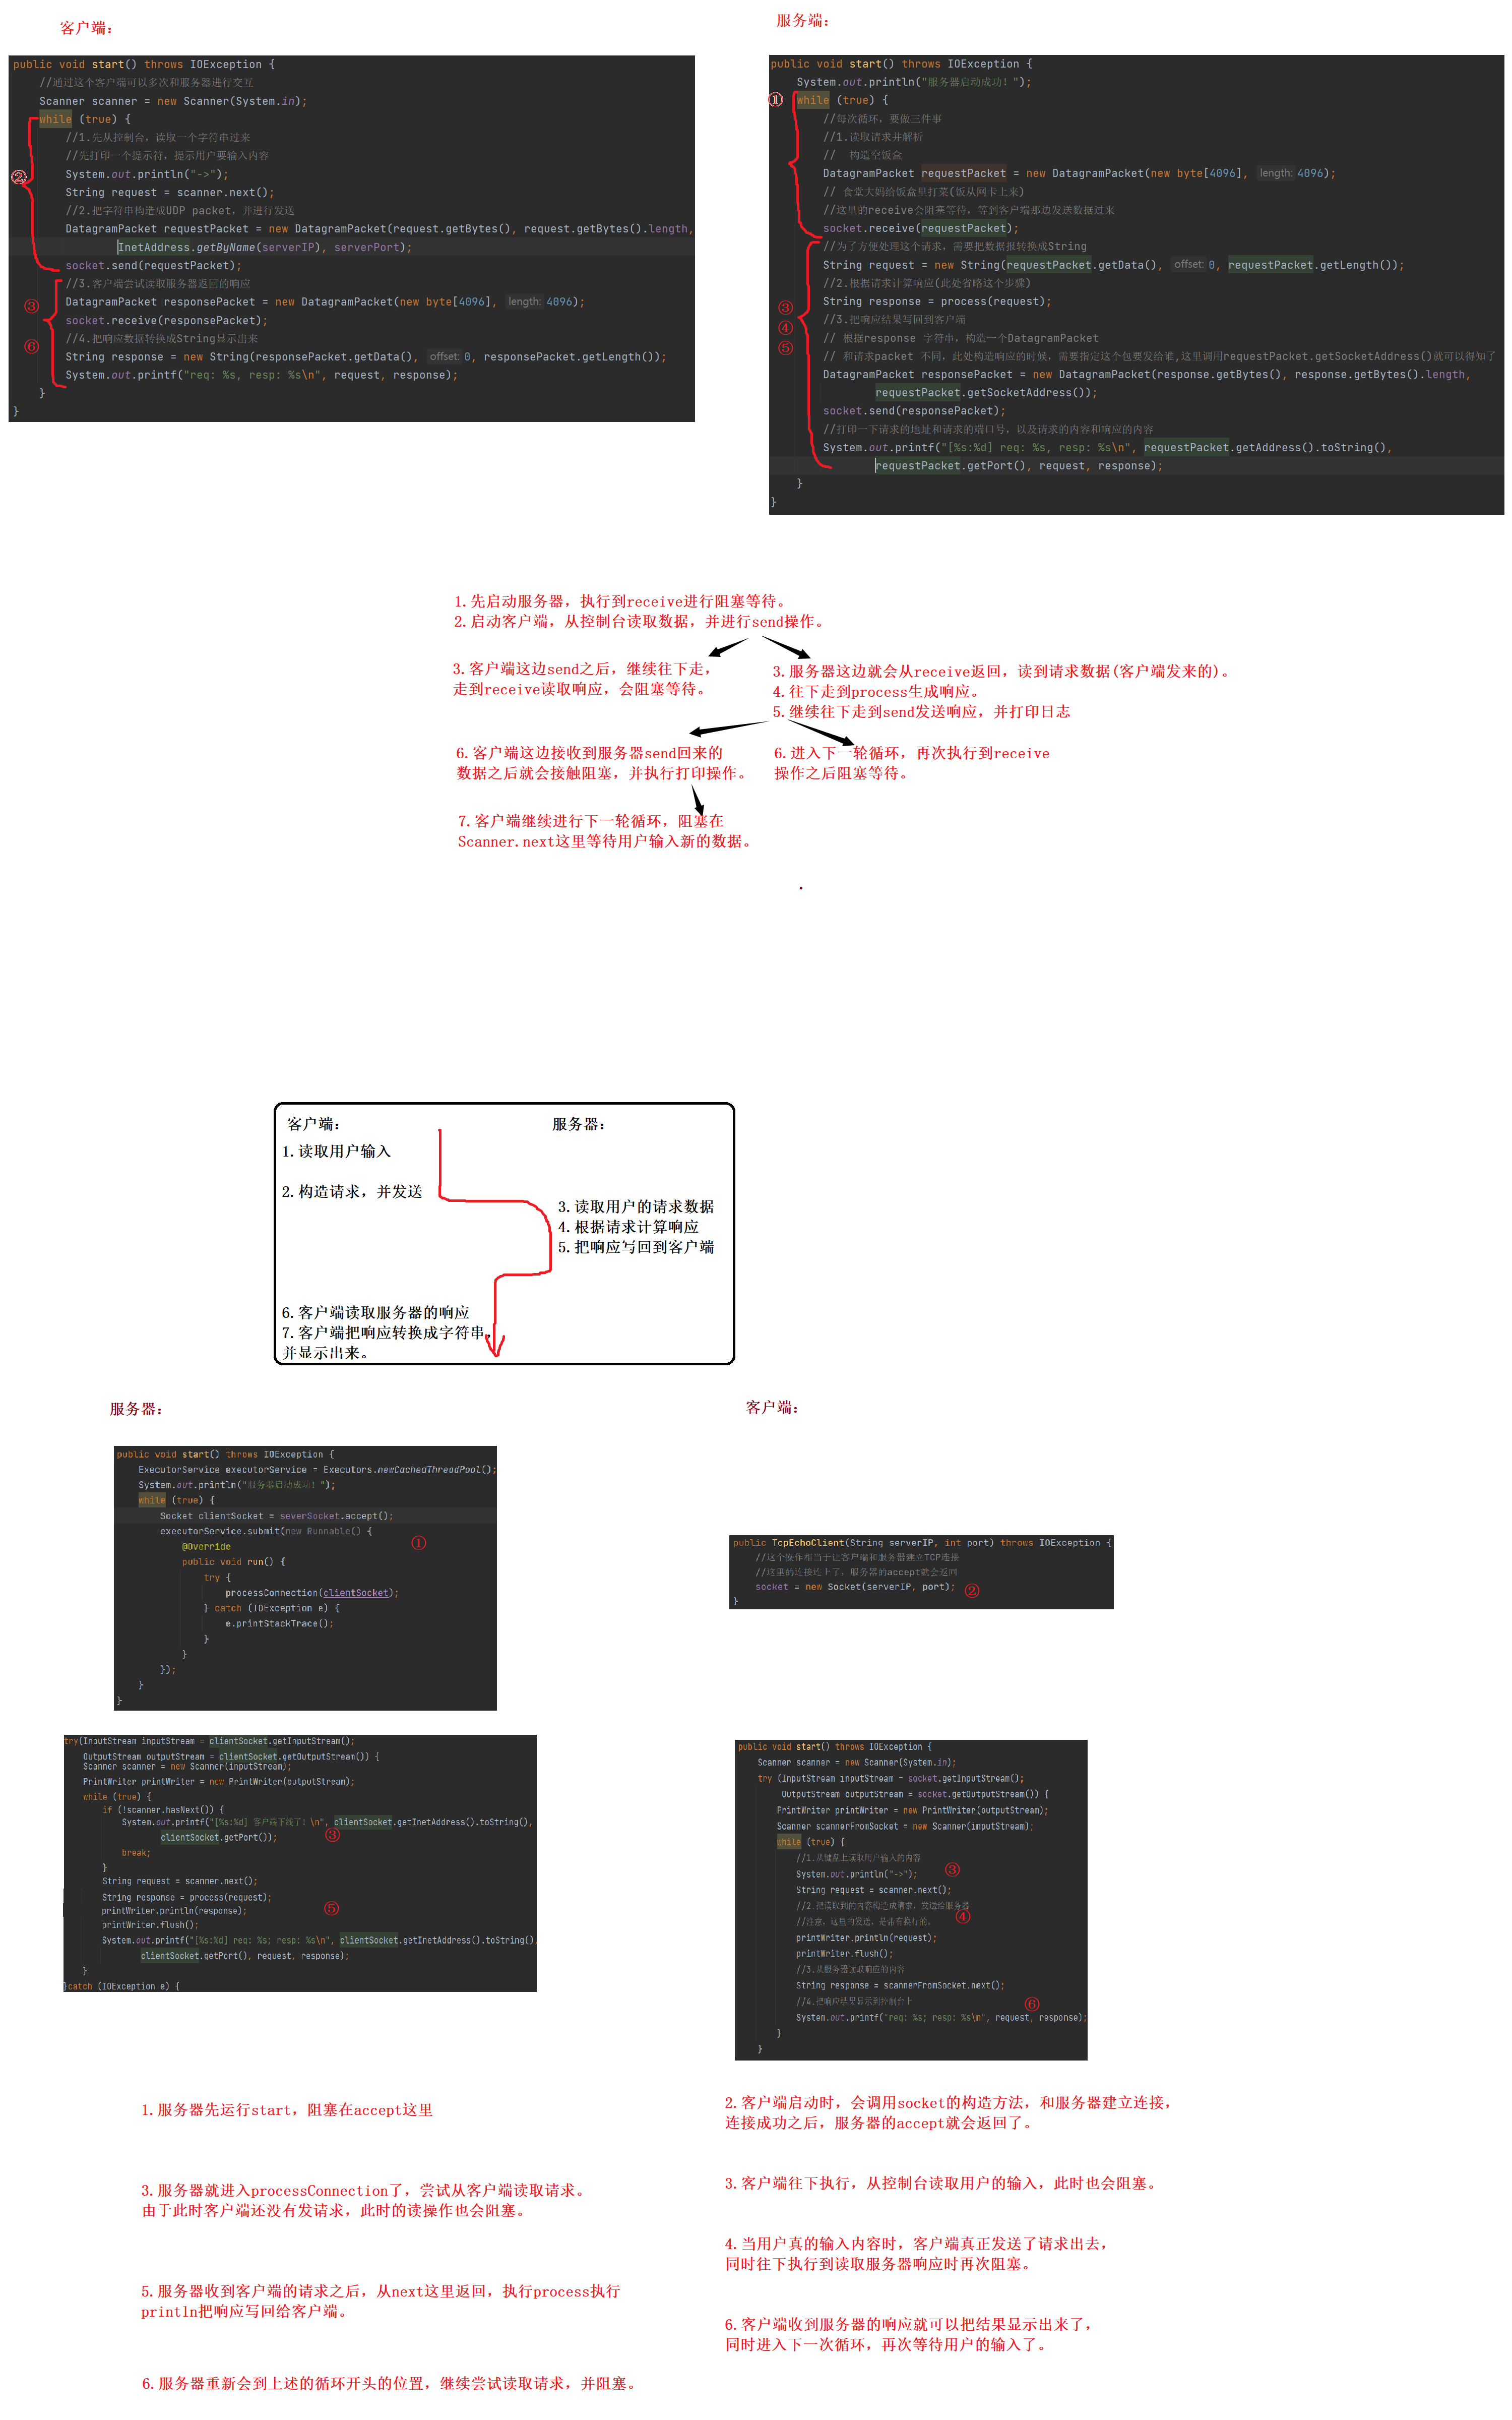 客户端：
public void start() throws IOException {
//通过这个客户端可以多次和服务器进行交互
Scanner scanner = new Scanner(System.in);
while (true) {
//1.先从控制台，读取一个字符串过来
//先打印一个提示符，提示用户要输入内容
②
System.out.println("->");
String request = scanner.next();
//2.把字符串构造成UDP packet，并进行发送
DatagramPacket requestPacket = new DatagramPacket(request.getBytes(), request.getBytes().length,
InetAddress.getByName(serverIP), serverPort);
socket.send(requestPacket);
//3.客户端尝试读取服务器返回的响应
③
DatagramPacket responsePacket = new DatagramPacket(new byte[4096], length: 4096);
socket.receive(responsePacket);
//4.把响应数据转换成String显示出来
⑥
String response = new String(responsePacket.getData(), offset: 0, responsePacket.getLength());
System.out.printf("req: %s, resp: %s\n", request, response);
}
}
服务端：
public void start() throws IOException {
System.out.println("服务器启动成功！");
①
while (true) {
//每次循环，要做三件事
//1.读取请求并解析
//  构造空饭盒
DatagramPacket requestPacket = new DatagramPacket(new byte[4096], length: 4096);
// 食堂大妈给饭盒里打菜(饭从网卡上来)
//这里的receive会阻塞等待，等到客户端那边发送数据过来
socket.receive(requestPacket);
//为了方便处理这个请求，需要把数据报转换成String
String request = new String(requestPacket.getData(), offset: 0, requestPacket.getLength());
//2.根据请求计算响应(此处省略这个步骤)
③
String response = process(request);
//3.把响应结果写回到客户端
④
// 根据response 字符串，构造一个DatagramPacket
⑤
// 和请求packet 不同，此处构造响应的时候，需要指定这个包要发给谁,这里调用requestPacket.getSocketAddress()就可以得知了
DatagramPacket responsePacket = new DatagramPacket(response.getBytes(), response.getBytes().length,
requestPacket.getSocketAddress());
socket.send(responsePacket);
//打印一下请求的地址和请求的端口号，以及请求的内容和响应的内容
System.out.printf("[%s:%d] req: %s, resp: %s\n", requestPacket.getAddress().toString(),
requestPacket.getPort(), request, response);
}
}
1.先启动服务器，执行到receive进行阻塞等待。
2.启动客户端，从控制台读取数据，并进行send操作。
3.客户端这边send之后，继续往下走，
走到receive读取响应，会阻塞等待。
3.服务器这边就会从receive返回，读到请求数据(客户端发来的)。
4.往下走到process生成响应。
5.继续往下走到send发送响应，并打印日志
6.客户端这边接收到服务器send回来的
数据之后就会接触阻塞，并执行打印操作。
6.进入下一轮循环，再次执行到receive
操作之后阻塞等待。
7.客户端继续进行下一轮循环，阻塞在
Scanner.next这里等待用户输入新的数据。
客户端：
服务器：
1.读取用户输入
2.构造请求，并发送
3.读取用户的请求数据
4.根据请求计算响应
5.把响应写回到客户端
6.客户端读取服务器的响应
7.客户端把响应转换成字符串，
并显示出来。
服务器：
public void start() throws IOException {
ExecutorService executorService = Executors.newCachedThreadPool();
System.out.println("服务器启动成功！");
while (true) {
Socket clientSocket = severSocket.accept();
executorService.submit(new Runnable() {
①
@Override
public void run() {
try {
processConnection(clientSocket);
} catch (IOException e) {
e.printStackTrace();
}
}
});
}
}
客户端：
public TcpEchoClient(String serverIP, int port) throws IOException {
//这个操作相当于让客户端和服务器建立TCP连接
//这里的连接连上了，服务器的accept就会返回
socket = new Socket(serverIP, port);
②
}
try(InputStream inputStream = clientSocket.getInputStream();
OutputStream outputStream = clientSocket.getOutputStream()) {
Scanner scanner = new Scanner(inputStream);
PrintWriter printWriter = new PrintWriter(outputStream);
while (true) {
if (!scanner.hasNext()) {
System.out.printf("[%s:%d] 客户端下线了！\n", clientSocket.getInetAddress().toString(),
clientSocket.getPort());
③
break;
}
String request = scanner.next();
String response = process(request);
printWriter.println(response);
⑤
printWriter.flush();
System.out.printf("[%s:%d] req: %s; resp: %s\n", clientSocket.getInetAddress().toString(),
clientSocket.getPort(), request, response);
}
}catch (IOException e) {
public void start() throws IOException {
Scanner scanner = new Scanner(System.in);
try (InputStream inputStream = socket.getInputStream();
OutputStream outputStream = socket.getOutputStream()) {
PrintWriter printWriter = new PrintWriter(outputStream);
Scanner scannerFromSocket = new Scanner(inputStream);
while (true) {
//1.从键盘上读取用户输入的内容
System.out.println("->");
③
String request = scanner.next();
//2.把读取到的内容构造成请求，发送给服务器
④
//注意，这里的发送，是带有换行的。
printWriter.println(request);
printWriter.flush();
//3.从服务器读取响应的内容
String response = scannerFromSocket.next();
//4.把响应结果显示到控制台上
⑥
System.out.printf("req: %s; resp: %s\n", request, response);
}
}
1.服务器先运行start，阻塞在accept这里
2.客户端启动时，会调用socket的构造方法，和服务器建立连接，
连接成功之后，服务器的accept就会返回了。
3.服务器就进入processConnection了，尝试从客户端读取请求。
由于此时客户端还没有发请求，此时的读操作也会阻塞。
3.客户端往下执行，从控制台读取用户的输入，此时也会阻塞。
4.当用户真的输入内容时，客户端真正发送了请求出去，
同时往下执行到读取服务器响应时再次阻塞。
5.服务器收到客户端的请求之后，从next这里返回，执行process执行
println把响应写回给客户端。
6.客户端收到服务器的响应就可以把结果显示出来了，
同时进入下一次循环，再次等待用户的输入了。
6.服务器重新会到上述的循环开头的位置，继续尝试读取请求，并阻塞。